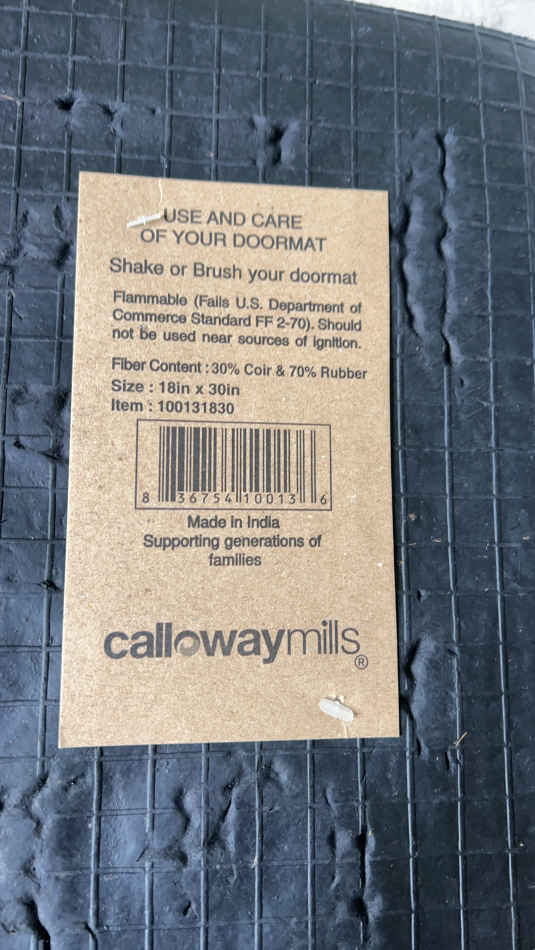 USE AND CARE
OF YOUR DOORMAT
Shake or Brush your doormat
Flammable (Fails U.S. Department of
Commerce Standard FF 2-70). Should
not be used near sources of ignition.
Fiber Content : 30% Coir & 70% Rubber
Size : 18in x 30in
Item : 100131830
8 36754 10013 6
Made in India
Supporting generations of
families
callowaymills®